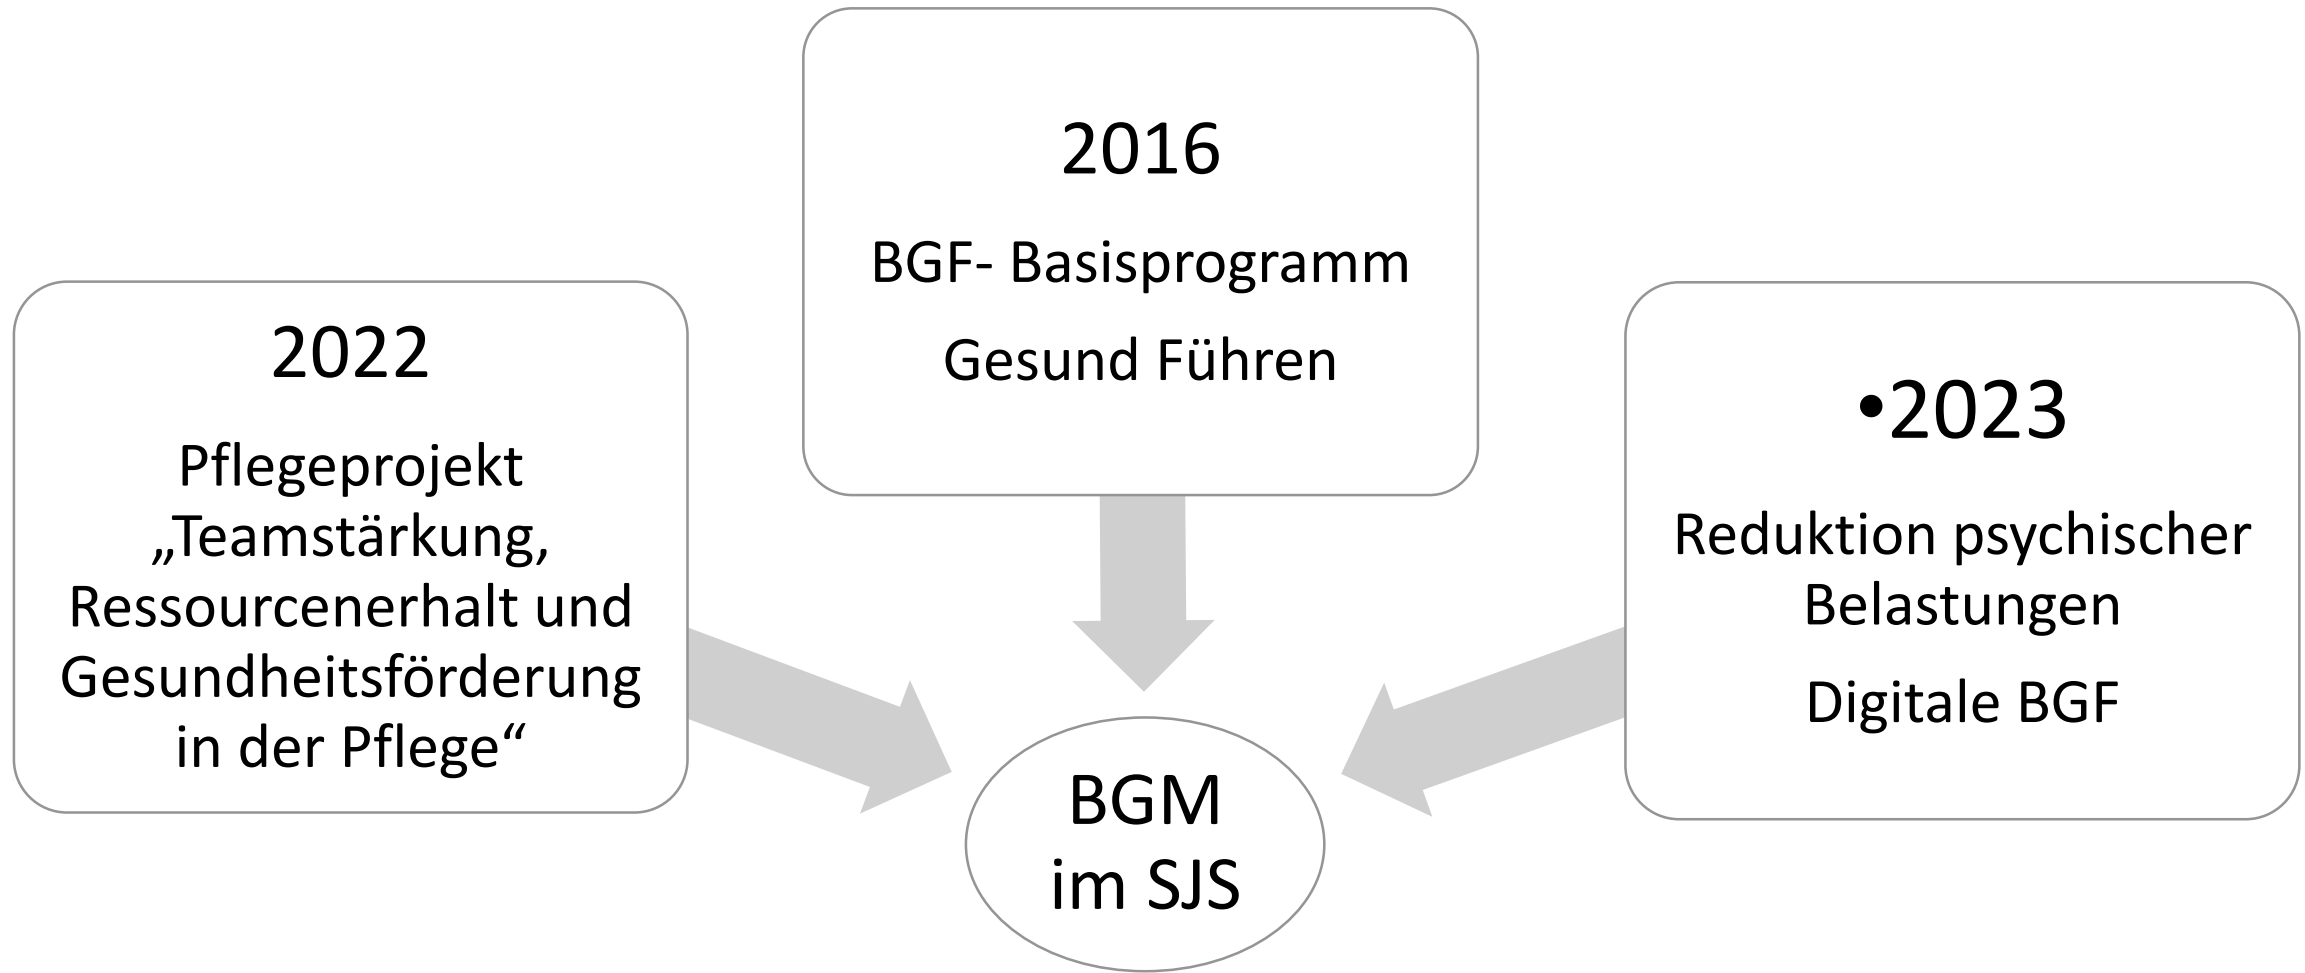 2016
BGF- Basisprogramm
Gesund Führen
2022
Pflegeprojekt
„Teamstärkung,
Ressourcenerhalt und
Gesundheitsförderung
in der Pflege“
•2023
Reduktion psychischer
Belastungen
Digitale BGF
BGM
im SJS